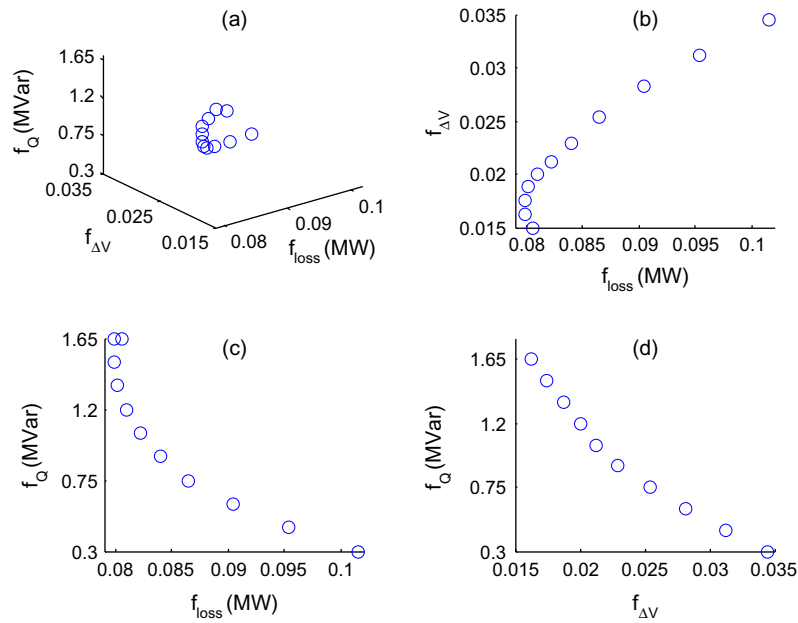 (a)
1.65
1.2
0.75
0.3
f_Q (MVar)
0.035
0.025
0.015
f_ΔV
0.08
0.09
0.1
f_loss (MW)
(b)
0.035
0.03
0.025
0.02
0.015
f_ΔV
0.08 0.085 0.09 0.095 0.1
f_loss (MW)
(c)
1.65
1.2
0.75
0.3
f_Q (MVar)
0.08 0.085 0.09 0.095 0.1
f_loss (MW)
(d)
1.65
1.2
0.75
0.3
f_Q (MVar)
0.015 0.02 0.025 0.03 0.035
f_ΔV